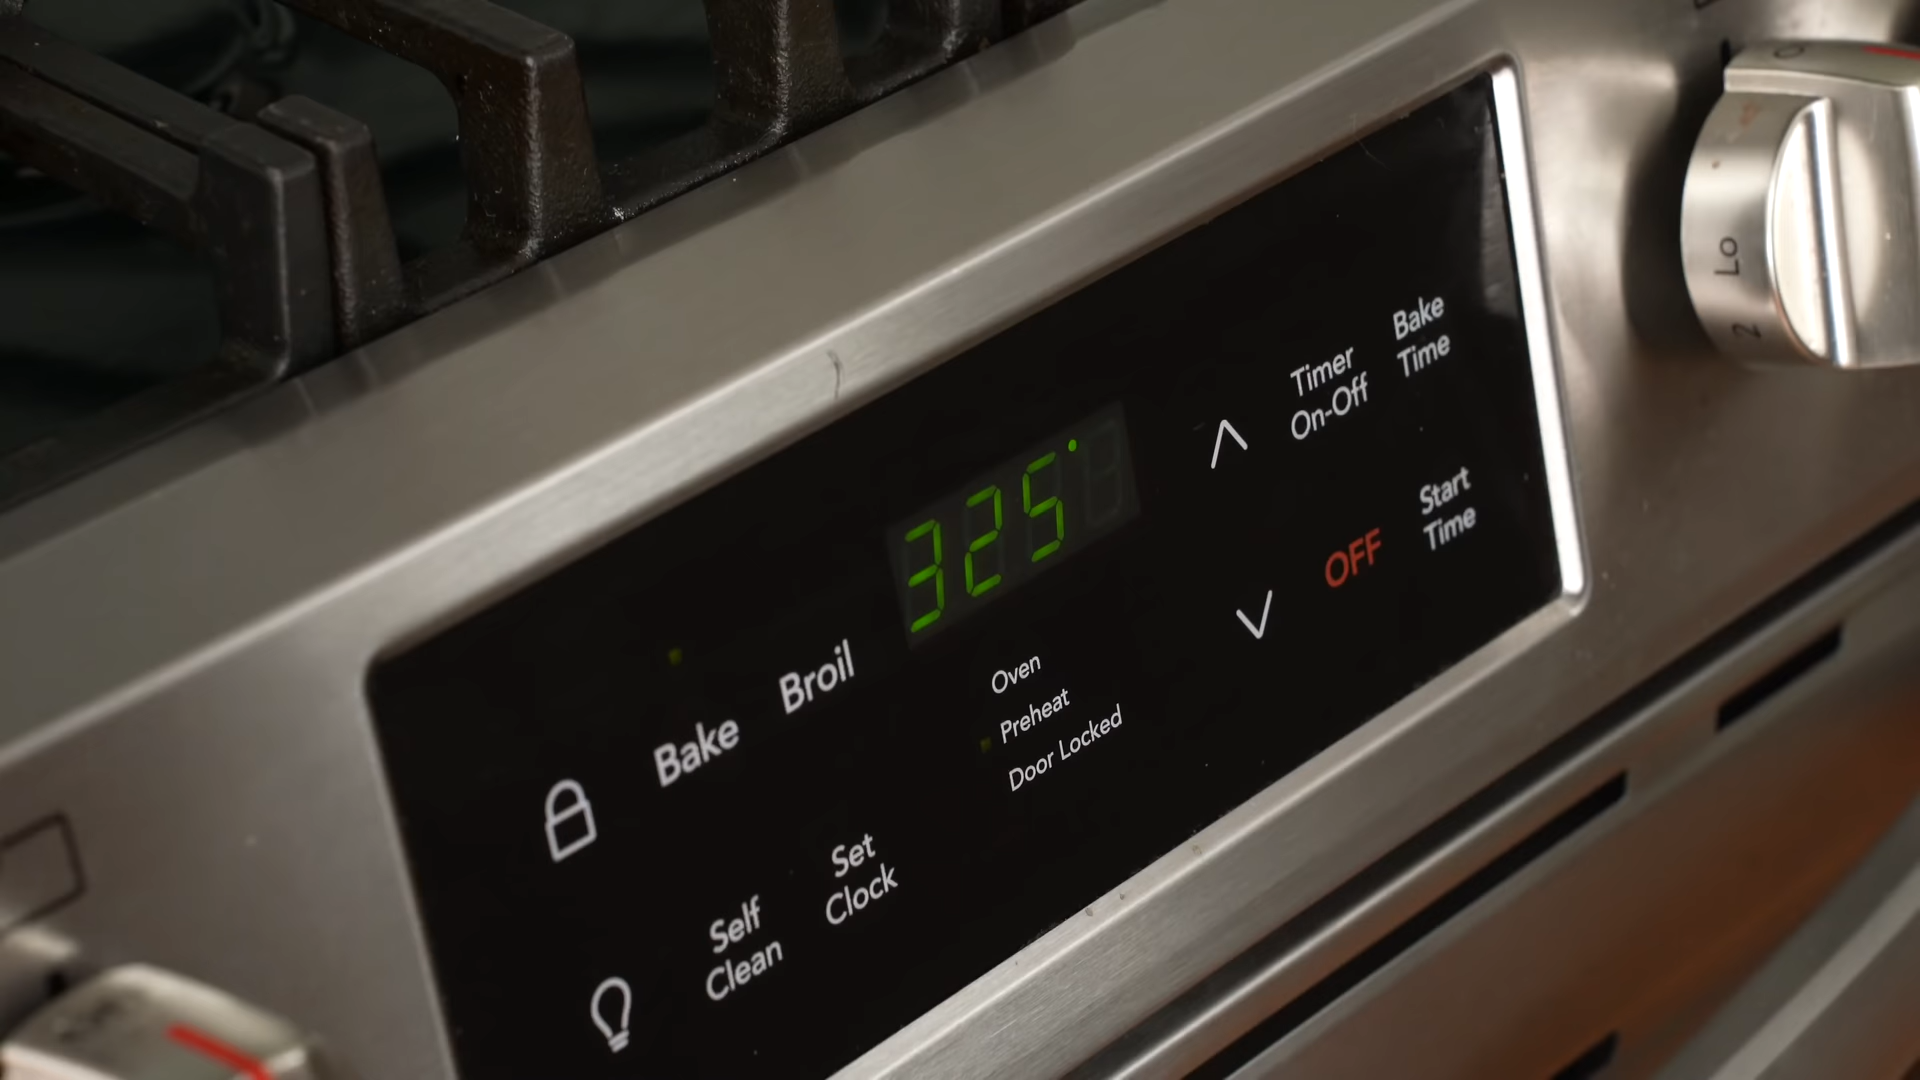 Lo
2
Bake
Time
Timer
On-Off
325°
Start
Time
OFF
Broil
Bake
Oven
Preheat
Door Locked
Set
Clock
Self
Clean